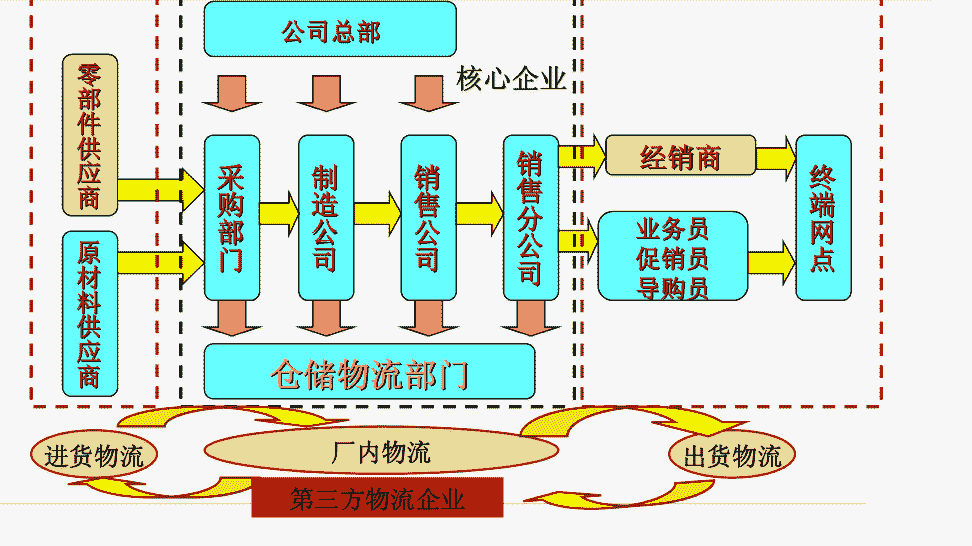 公司总部
核心企业
零部件供应商
原材料供应商
采购部门
制造公司
销售公司
销售分公司
经销商
业务员
促销员
导购员
终端网点
仓储物流部门
进货物流
厂内物流
出货物流
第三方物流企业